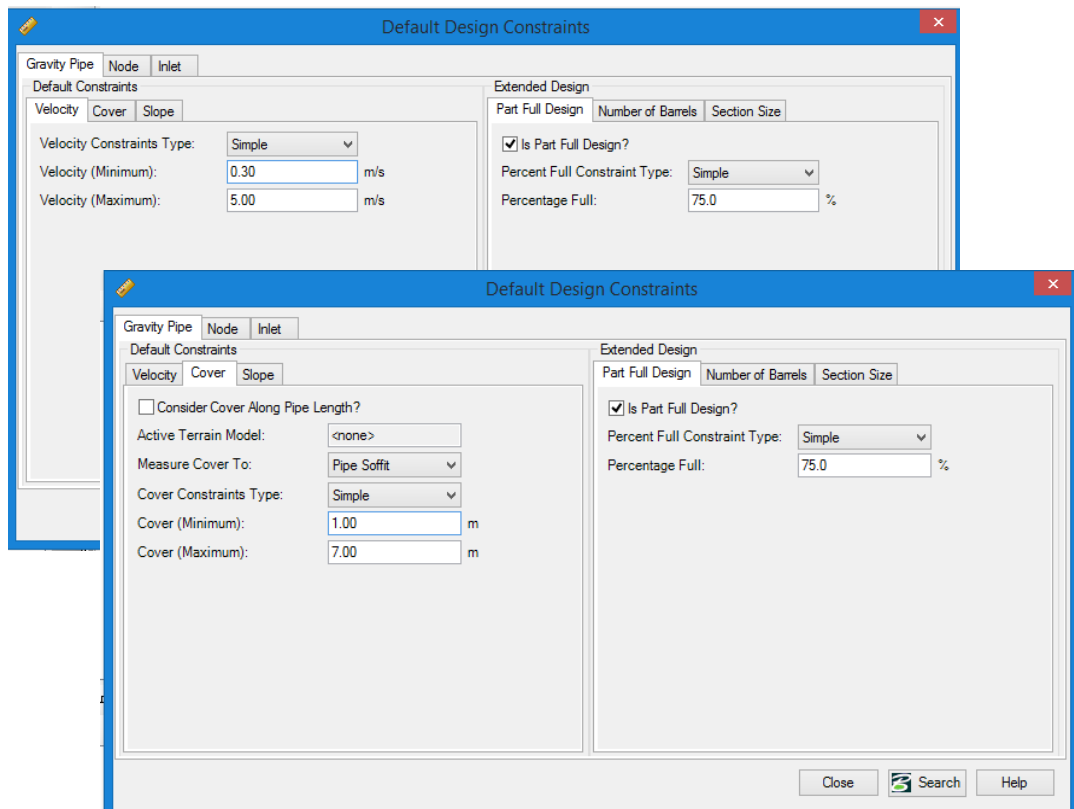 Default Design Constraints
Gravity Pipe Node Inlet
Default Constraints
Velocity Cover Slope
Velocity Constraints Type: Simple
Velocity (Minimum): 0.30 m/s
Velocity (Maximum): 5.00 m/s
Extended Design
Part Full Design Number of Barrels Section Size
Is Part Full Design?
Percent Full Constraint Type: Simple
Percentage Full: 75.0 %
Default Design Constraints
Gravity Pipe Node Inlet
Default Constraints
Velocity Cover Slope
Consider Cover Along Pipe Length?
Active Terrain Model: <none>
Measure Cover To: Pipe Soffit
Cover Constraints Type: Simple
Cover (Minimum): 1.00 m
Cover (Maximum): 7.00 m
Extended Design
Part Full Design Number of Barrels Section Size
Is Part Full Design?
Percent Full Constraint Type: Simple
Percentage Full: 75.0 %
Close Search Help